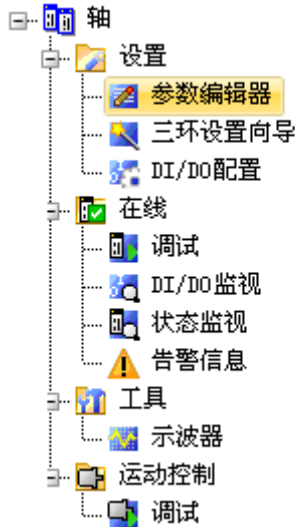 轴
设置
参数编辑器
三环设置向导
DI/DO配置
在线
调试
DI/DO监视
状态监视
告警信息
工具
示波器
运动控制
调试